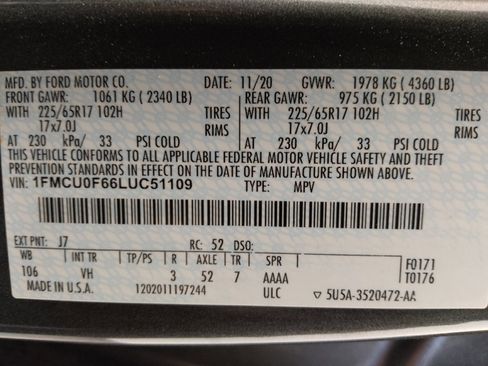 MFD. BY FORD MOTOR CO. DATE: 11/20 GVWR: 1978 KG (4360 LB)
FRONT GAWR: 1061 KG (2340 LB) REAR GAWR: 975 KG (2150 LB)
WITH 225/65R17 102H TIRES WITH 225/65R17 102H TIRES
17x7.0J RIMS 17x7.0J RIMS
AT 230 kPa/ 33 PSI COLD AT 230 kPa/ 33 PSI COLD
THIS VEHICLE CONFORMS TO ALL APPLICABLE FEDERAL MOTOR VEHICLE SAFETY AND THEFT
PREVENTION STANDARDS IN EFFECT ON THE DATE OF MANUFACTURE SHOWN ABOVE.
VIN: 1FMCU0F66LUC51109 TYPE: MPV
EXT PNT: J7 RC: 52 DSO:
WB INT TR TP/PS R AXLE TR SPR F0171
106 VH 3 52 7 AAAA T0176
MADE IN U.S.A. 1202011197244 ULC ▽ 5U5A-3520472-AA